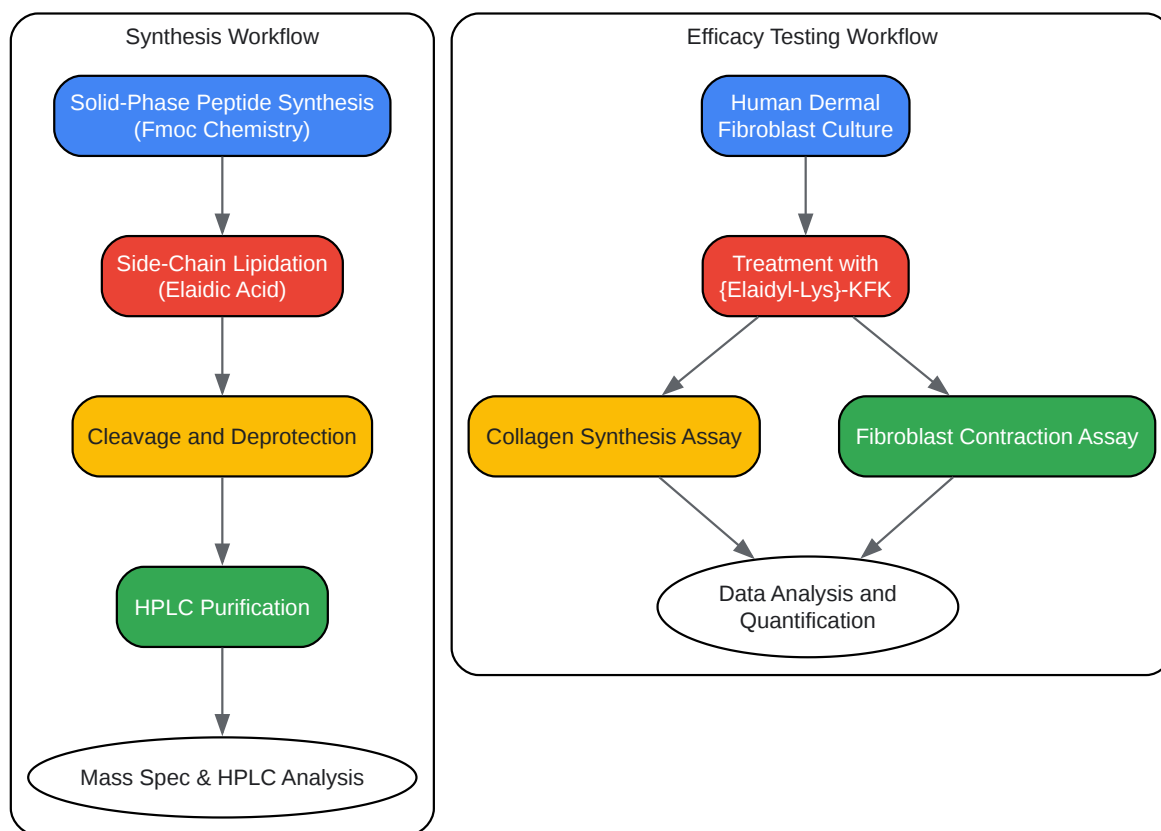 Synthesis Workflow
Solid-Phase Peptide Synthesis
(Fmoc Chemistry)
Side-Chain Lipidation
(Elaidic Acid)
Cleavage and Deprotection
HPLC Purification
Mass Spec & HPLC Analysis
Efficacy Testing Workflow
Human Dermal
Fibroblast Culture
Treatment with
{Elaidyl-Lys}-KFK
Collagen Synthesis Assay
Fibroblast Contraction Assay
Data Analysis and
Quantification